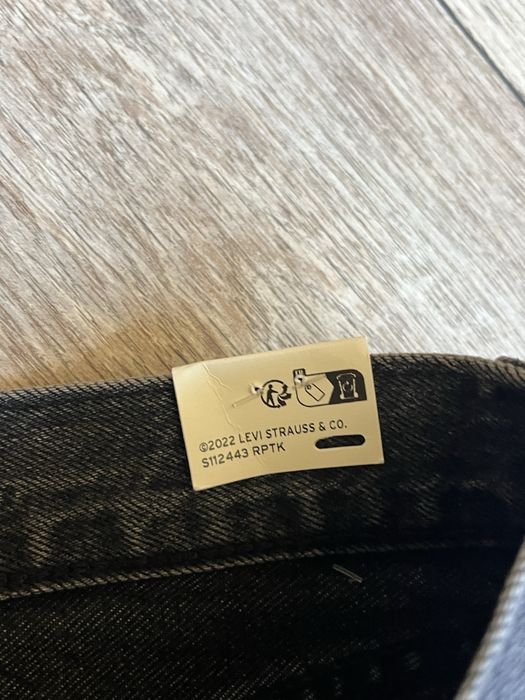 ©2022 LEVI STRAUSS & CO.
S112443 RPTK